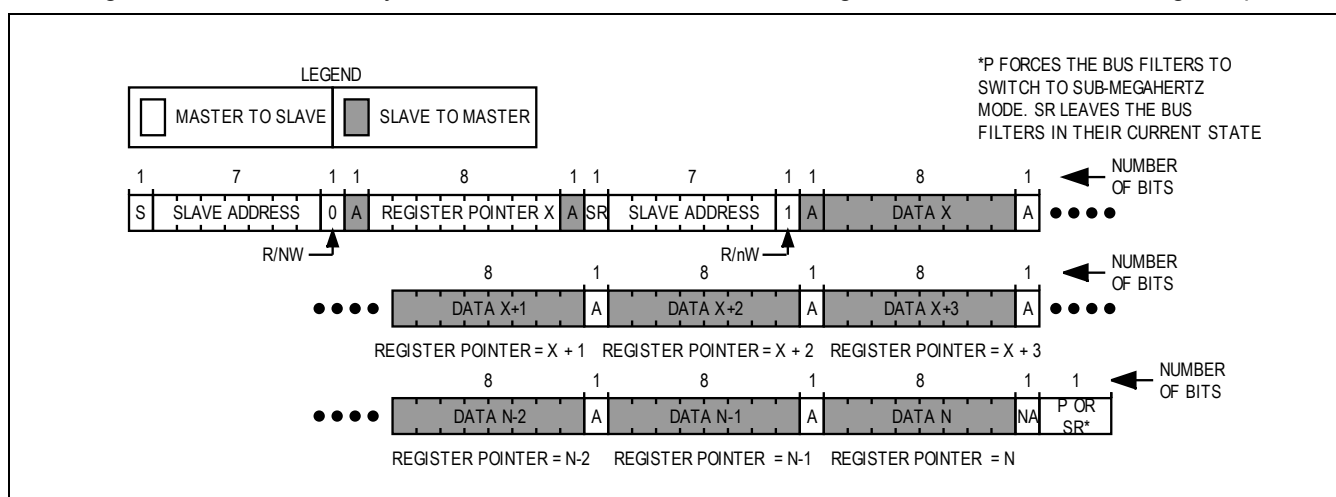 LEGEND
MASTER TO SLAVE SLAVE TO MASTER
*P FORCES THE BUS FILTERS TO
SWITCH TO SUB-MEGAHERTZ
MODE. SR LEAVES THE BUS
FILTERS IN THEIR CURRENT STATE
1 7 1 1 8 1 1 7 1 1 8 1
NUMBER
OF BITS
S SLAVE ADDRESS 0 A REGISTER POINTER X A SR SLAVE ADDRESS 1 A DATA X A
R/NW R/nW
8 1 8 1 8 1
NUMBER
OF BITS
DATA X+1 A DATA X+2 A DATA X+3 A
REGISTER POINTER = X + 1 REGISTER POINTER = X + 2 REGISTER POINTER = X + 3
8 1 8 1 8 1 1
NUMBER
OF BITS
DATA N-2 A DATA N-1 A DATA N NA P OR
SR*
REGISTER POINTER = N-2 REGISTER POINTER = N-1 REGISTER POINTER = N